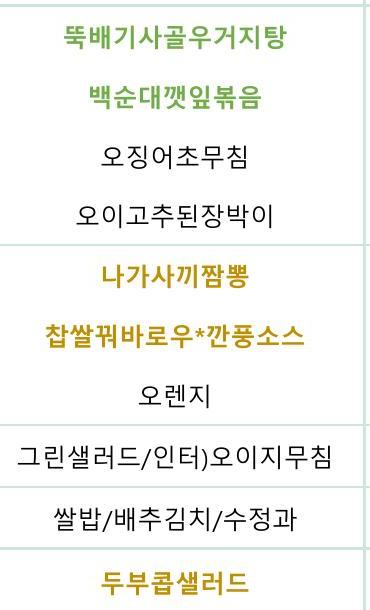 뚝배기사골우거지탕
백순대깻잎볶음
오징어초무침
오이고추된장박이
나가사끼짬뽕
찹쌀꿔바로우*깐풍소스
오렌지
그린샐러드/인터)오이지무침
쌀밥/배추김치/수정과
두부콥샐러드